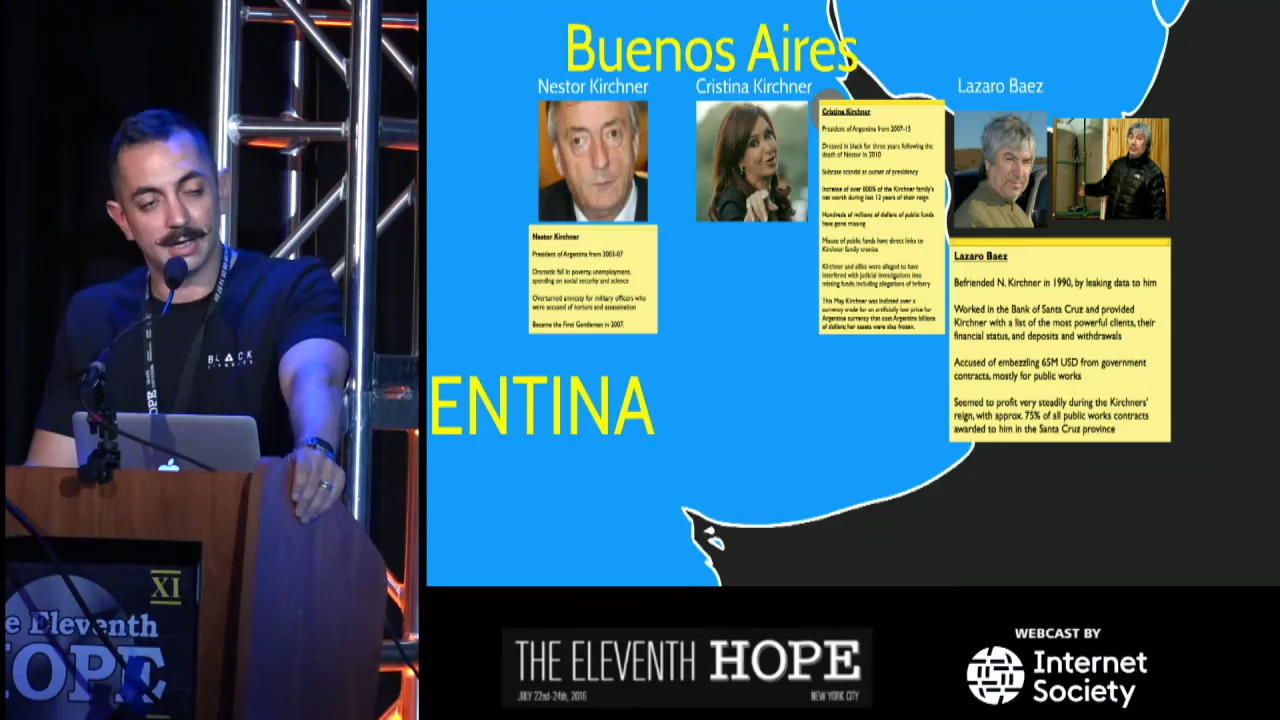 Buenos Aires
Nestor Kirchner
Cristina Kirchner
Lazaro Baez
Nestor Kirchner
President of Argentina from 2003-07
Dramatic fall in poverty, unemployment,
spending on social security and science
Overturned amnesty for military officers who
were accused of torture and assassination
Became the First Gentleman in 2007.
Cristina Kirchner
President of Argentina from 2007-15
Dressed in black for three years following the
death of Nestor in 2010
Suitcase scandal at outset of presidency
Increase of over 800% of the Kirchner family's
net worth during last 12 years of their reign
Hundreds of millions of dollars of public funds
have gone missing
Misuse of public funds have direct links to
Kirchner family cronies
Kirchner and allies were alleged to have
interfered with judicial investigations into
missing funds, including allegations of bribery
This May, Kirchner was indicted over a
currency trade for an artificially low price for
Argentine currency that cost Argentina billions
of dollars; her assets were also frozen.
Lazaro Baez
Befriended N. Kirchner in 1990, by leaking data to him
Worked in the Bank of Santa Cruz and provided
Kirchner with a list of the most powerful clients, their
financial status, and deposits and withdrawals
Accused of embezzling 65M USD from government
contracts, mostly for public works
Seemed to profit very steadily during the Kirchners'
reign, with approx. 75% of all public works contracts
awarded to him in the Santa Cruz province
ENTINA
BLACK
HOPE
XI
e Eleventh
HOPE
THE ELEVENTH HOPE
JULY 22nd-24th, 2016
NEW YORK CITY
WEBCAST BY
Internet
Society